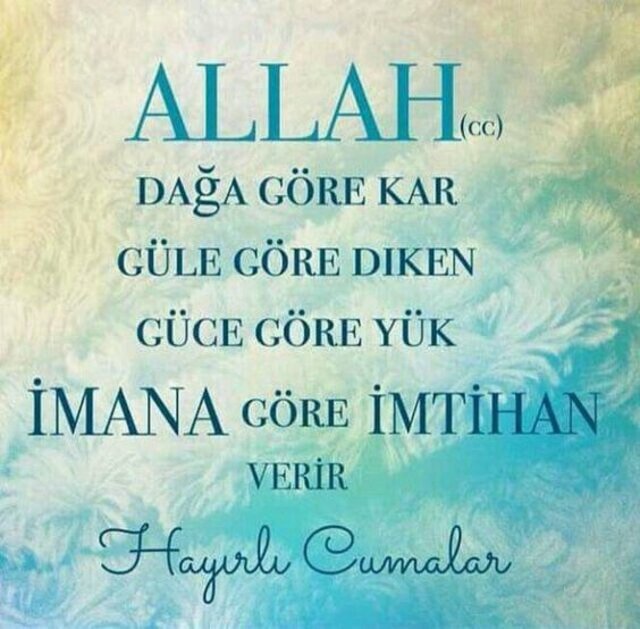 ALLAH (CC)
DAĞA GÖRE KAR
GÜLE GÖRE DIKEN
GÜCE GÖRE YÜK
İMANA GÖRE İMTİHAN
VERİR
Hayırlı Cumalar